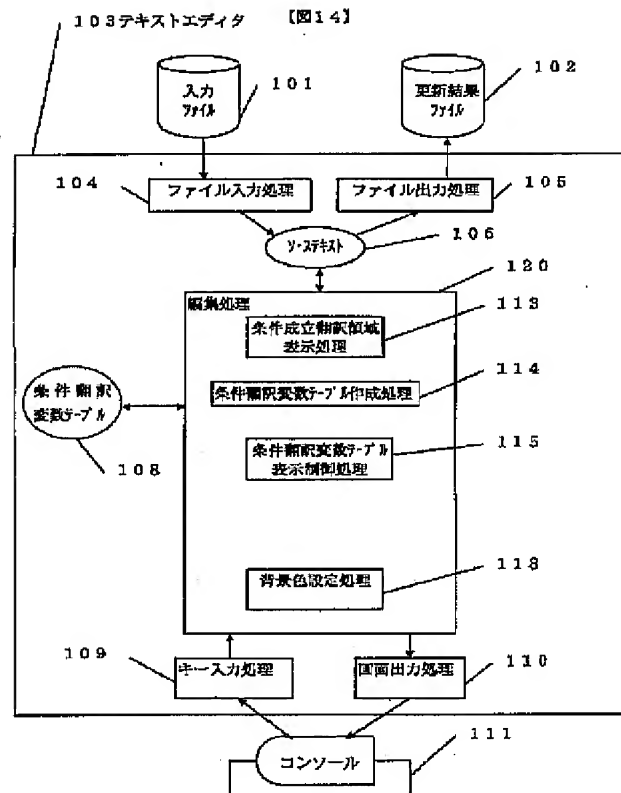 103テキストエディタ
【図14】
入力
ファイル
101
更新結果
ファイル
102
104
ファイル入力処理
ファイル出力処理
105
ソーステキスト
106
120
編集処理
条件成立翻訳領域
表示処理
113
条件翻訳変数テーブル作成処理
114
条件翻訳
変数テーブル
108
条件翻訳変数テーブル
表示制御処理
115
背景色設定処理
118
109
キー入力処理
画面出力処理
110
コンソール
111